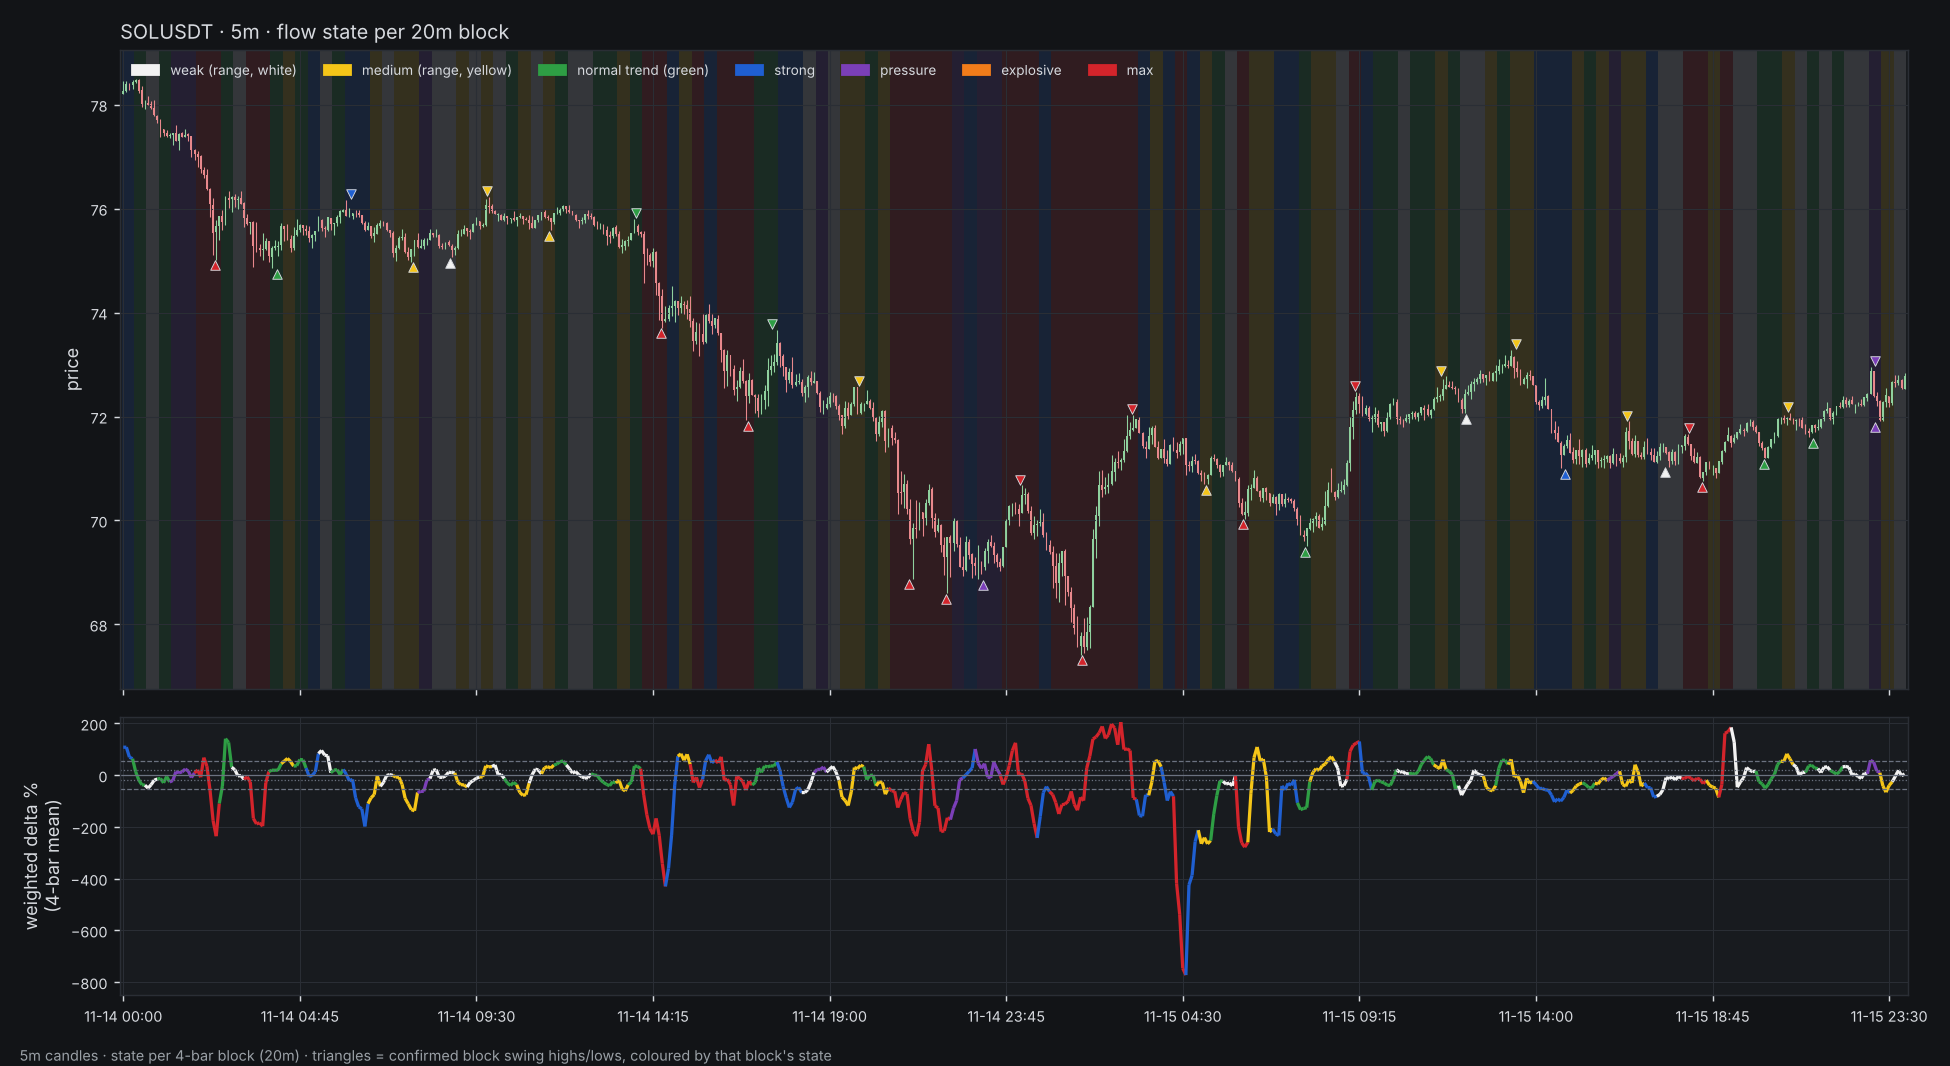 SOLUSDT · 5m · flow state per 20m block
weak (range, white)
medium (range, yellow)
normal trend (green)
strong
pressure
explosive
max
78
76
74
72
70
68
price
200
0
−200
−400
−600
−800
weighted delta %
(4-bar mean)
11-14 00:00
11-14 04:45
11-14 09:30
11-14 14:15
11-14 19:00
11-14 23:45
11-15 04:30
11-15 09:15
11-15 14:00
11-15 18:45
11-15 23:30
5m candles · state per 4-bar block (20m) · triangles = confirmed block swing highs/lows, coloured by that block's state